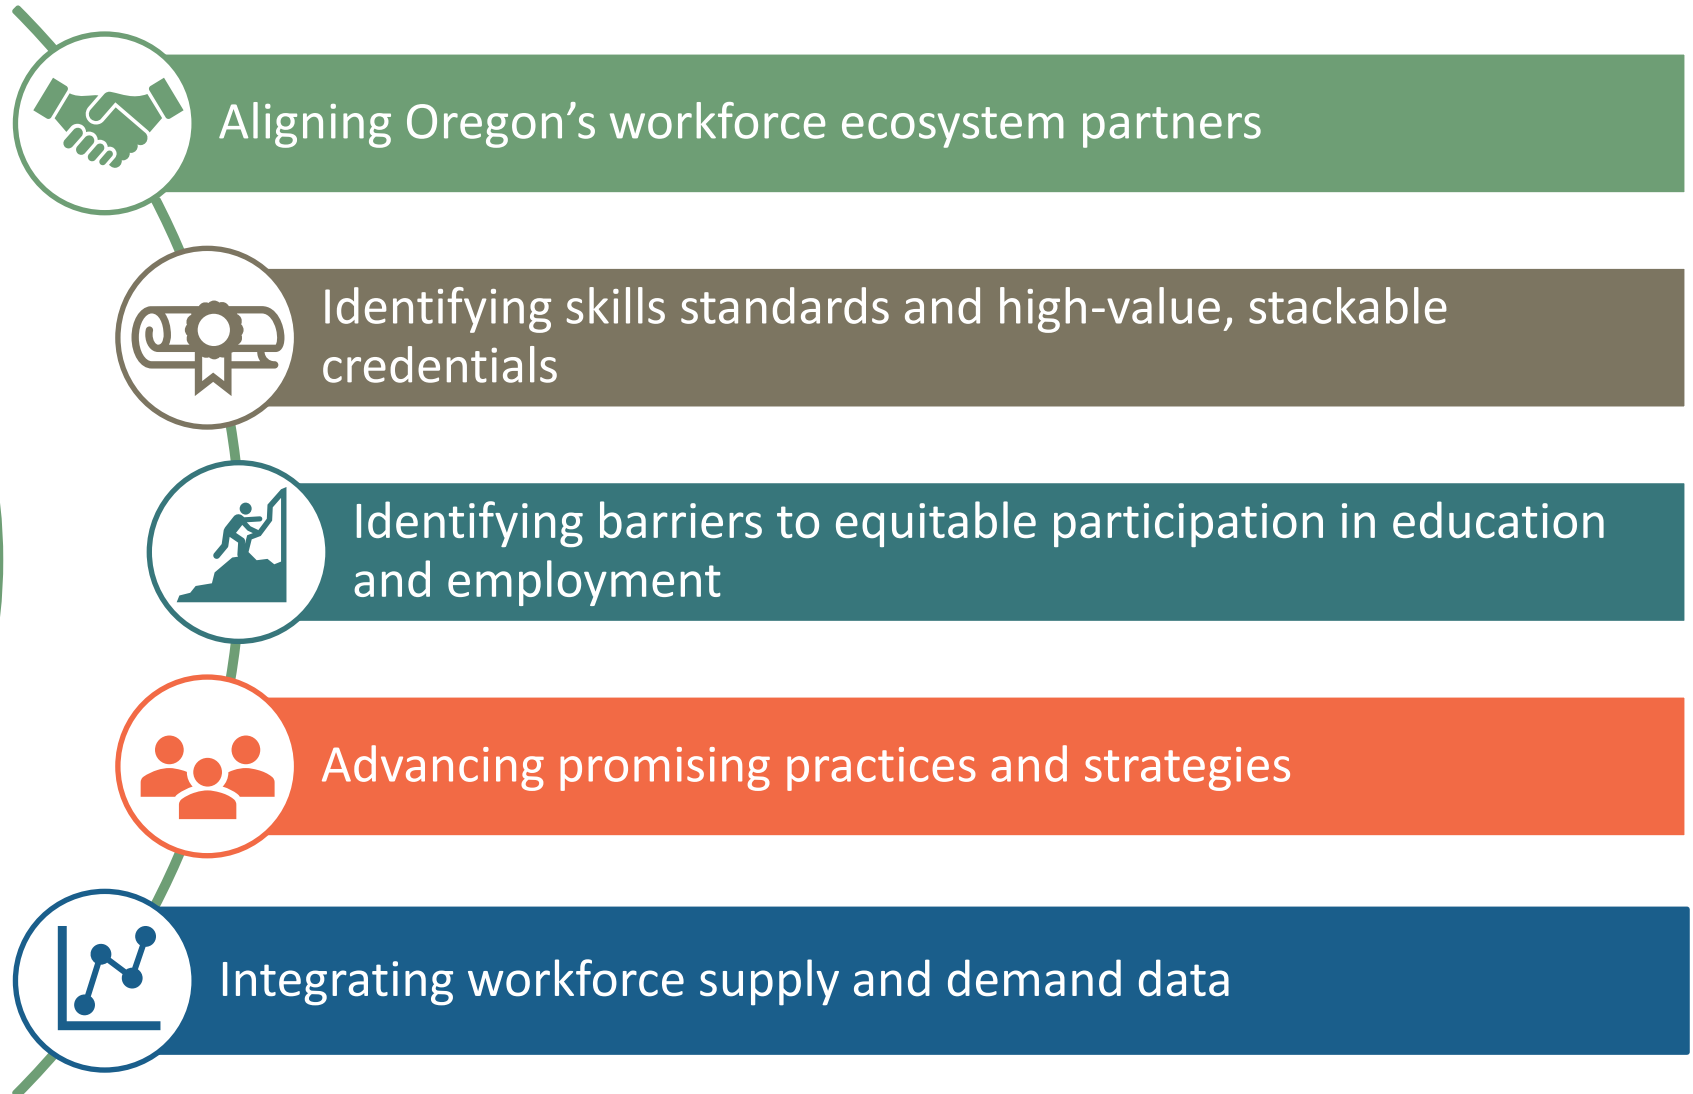 Aligning Oregon’s workforce ecosystem partners
Identifying skills standards and high-value, stackable
credentials
Identifying barriers to equitable participation in education
and employment
Advancing promising practices and strategies
Integrating workforce supply and demand data